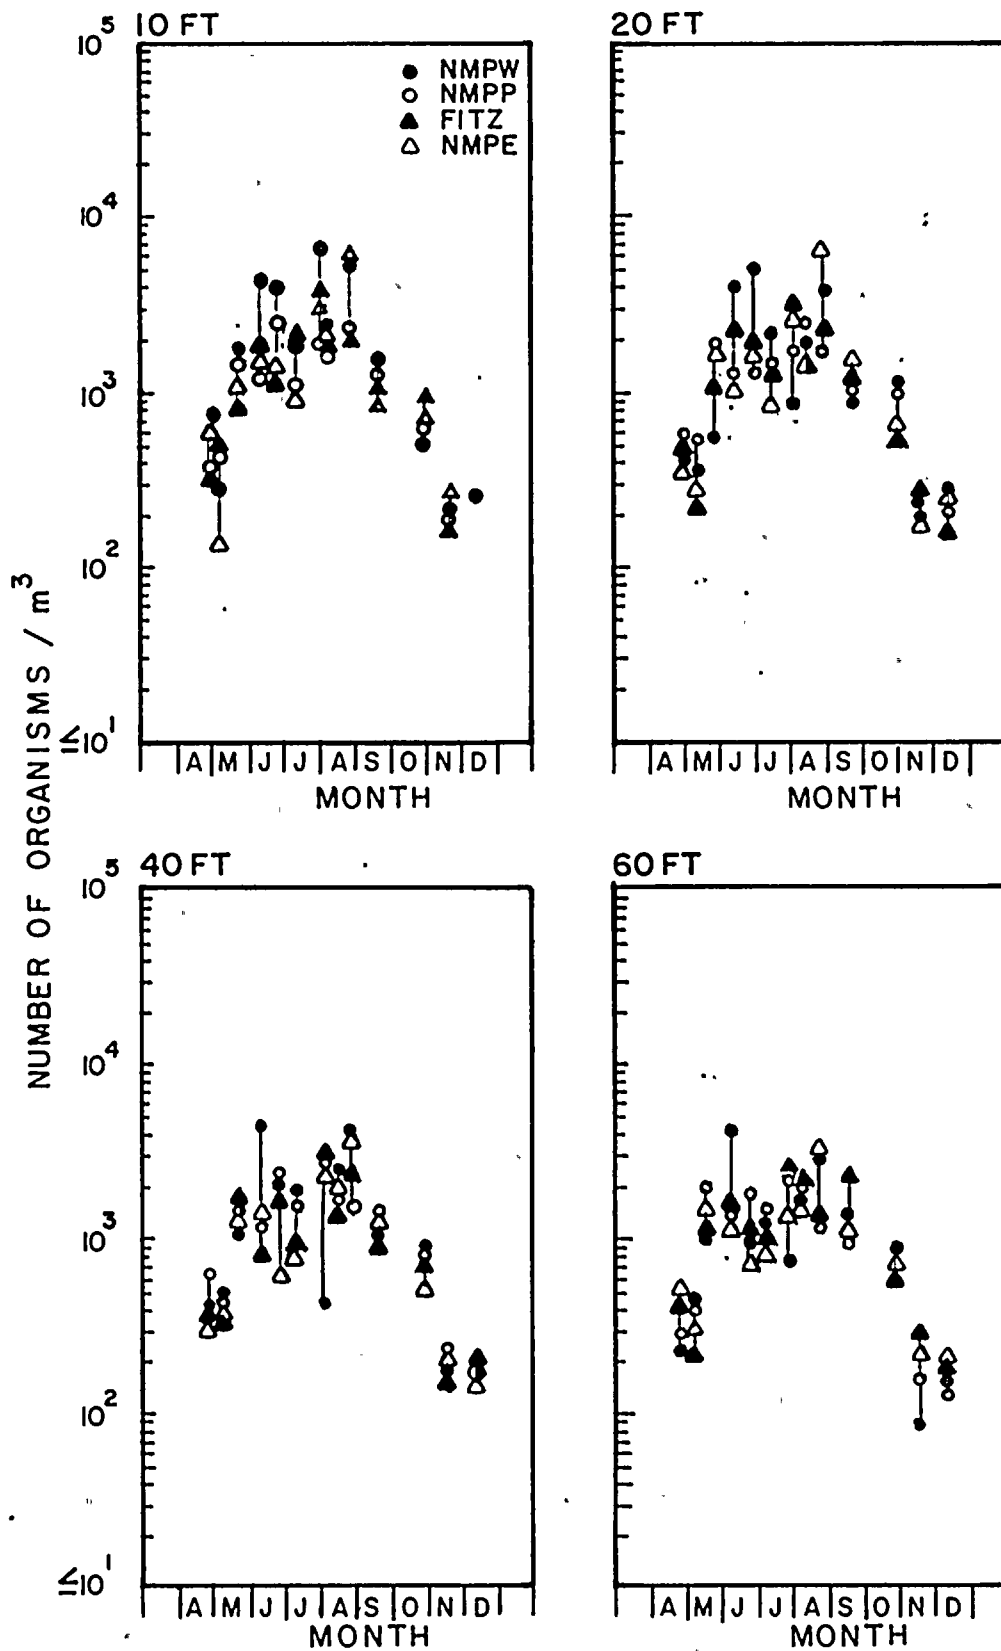 10 FT
20 FT
10⁵
● NMPW
○ NMPP
▲ FITZ
△ NMPE
10⁴
10³
10²
≤10¹
|A|M|J|J|A|S|O|N|D|
|A|M|J|J|A|S|O|N|D|
MONTH
MONTH
NUMBER OF ORGANISMS / m³
40 FT
60 FT
10⁵
10⁴
10³
10²
≤10¹
|A|M|J|J|A|S|O|N|D|
|A|M|J|J|A|S|O|N|D|
MONTH
MONTH